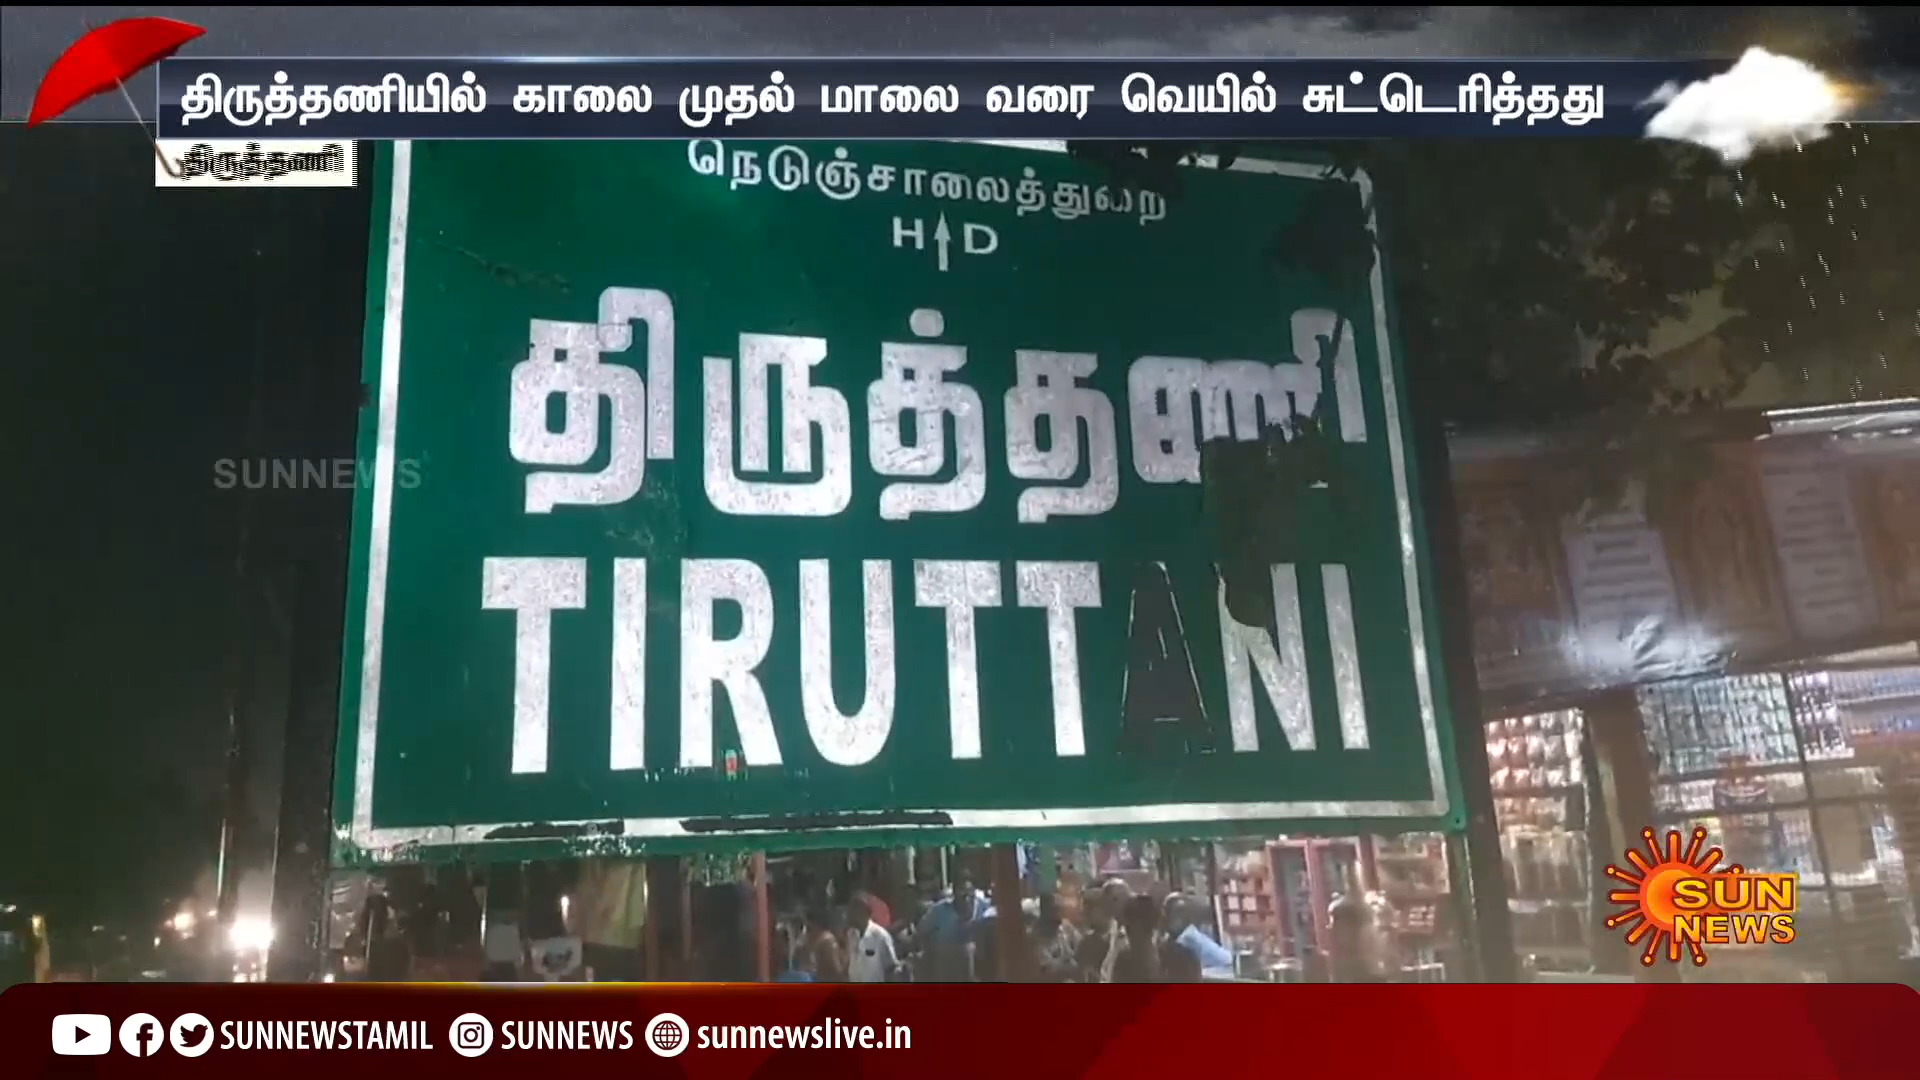 திருத்தணியில் காலை முதல் மாலை வரை வெயில் சுட்டெரித்தது
திருத்தணி
நெடுஞ்சாலைத்துறை
H D
திருத்தணி
SUNNEWS
TIRUTTANI
SUN
NEWS
SUNNEWSTAMIL SUNNEWS sunnewslive.in